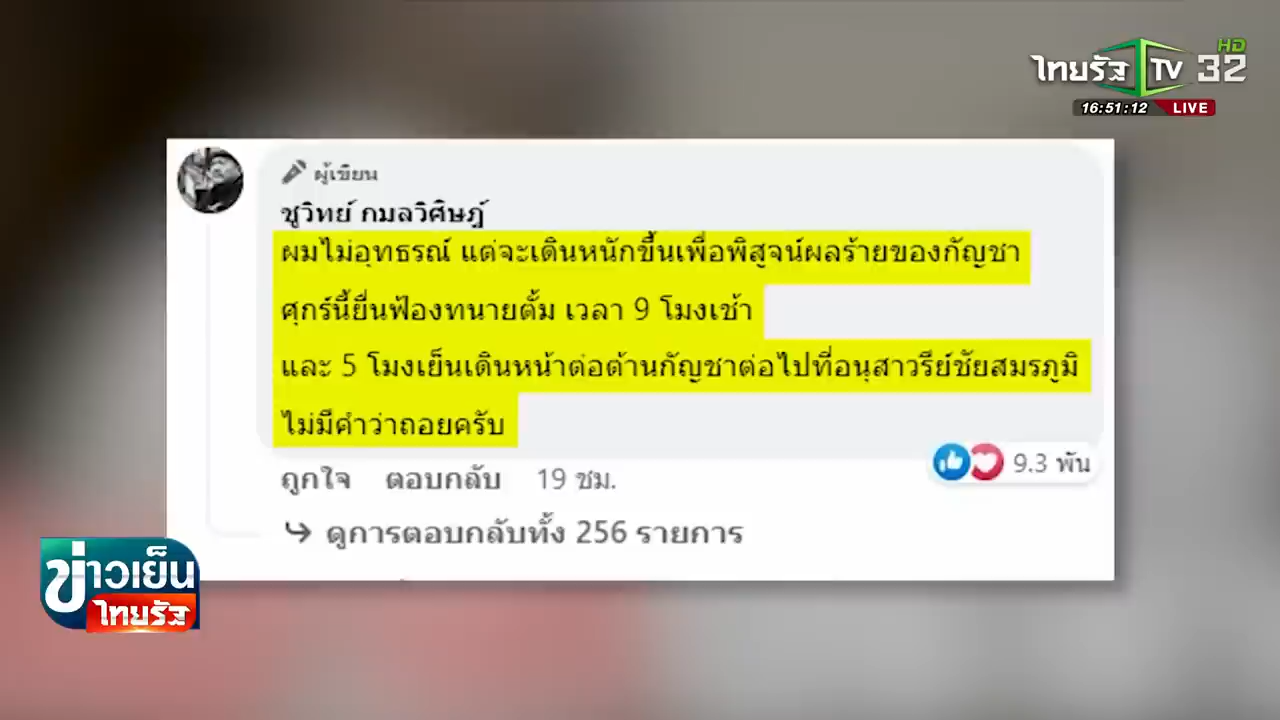 ไทยรัฐ TV 32 HD
16:51:12 LIVE
ผู้เขียน
ชูวิทย์ กมลวิศิษฎ์
ผมไม่อุทธรณ์ แต่จะเดินหนักขึ้นเพื่อพิสูจน์ผลร้ายของกัญชา
ศุกร์นี้ยื่นฟ้องทนายตั้ม เวลา 9 โมงเช้า
และ 5 โมงเย็นเดินหน้าต่อต้านกัญชาต่อไปที่อนุสาวรีย์ชัยสมรภูมิ
ไม่มีคำว่าถอยครับ
ถูกใจ ตอบกลับ 19 ชม. 9.3 พัน
ดูการตอบกลับทั้ง 256 รายการ
ข่าวเย็น
ไทยรัฐ